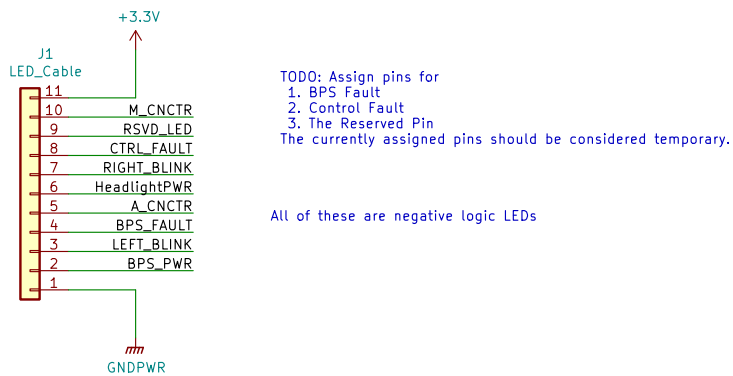 +3.3V
J1
LED_Cable
11
10 M_CNCTR
9 RSVD_LED
8 CTRL_FAULT
7 RIGHT_BLINK
6 HeadlightPWR
5 A_CNCTR
4 BPS_FAULT
3 LEFT_BLINK
2 BPS_PWR
1
GNDPWR
TODO: Assign pins for
1. BPS Fault
2. Control Fault
3. The Reserved Pin
The currently assigned pins should be considered temporary.
All of these are negative logic LEDs